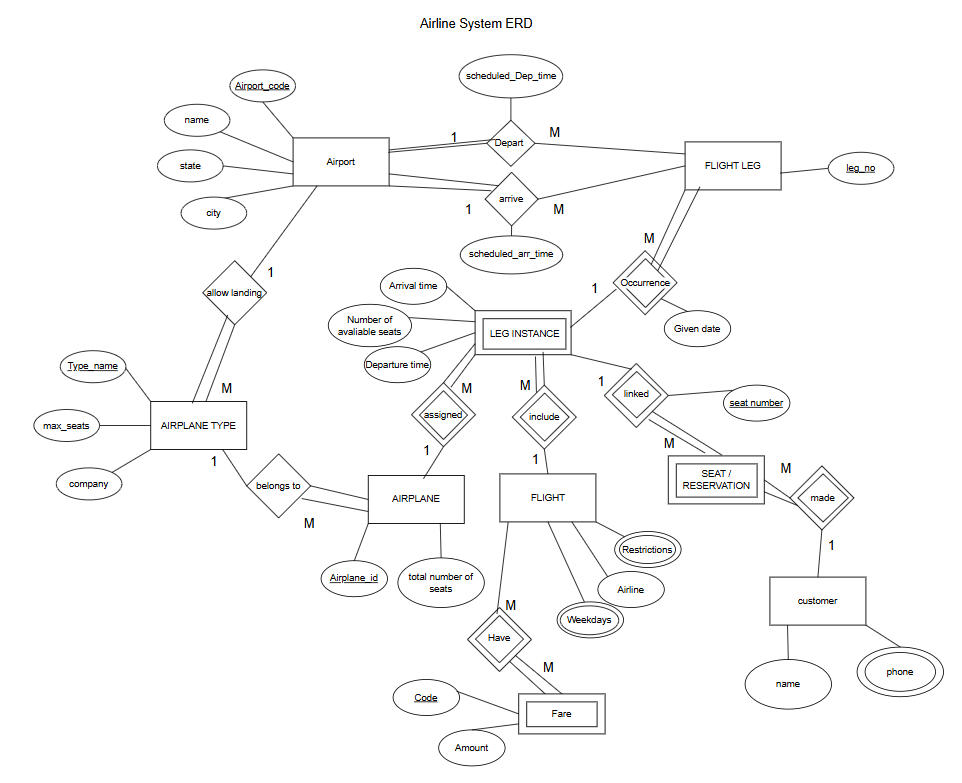 Airline System ERD
scheduled_Dep_time
Airport_code
name
1
M
Depart
Airport
FLIGHT LEG
state
leg_no
arrive
city
1
M
M
scheduled_arr_time
1
allow landing
Arrival time
1
Occurrence
Number of
avaliable seats
LEG INSTANCE
Given date
Departure time
Type_name
M
M
M
1
linked
seat number
assigned
include
max_seats
AIRPLANE TYPE
M
1
1
1
SEAT /
RESERVATION
M
company
belongs to
AIRPLANE
FLIGHT
made
M
1
Restrictions
Airplane_id
total number of
seats
Airline
customer
M
Weekdays
Have
M
phone
name
Code
Fare
Amount